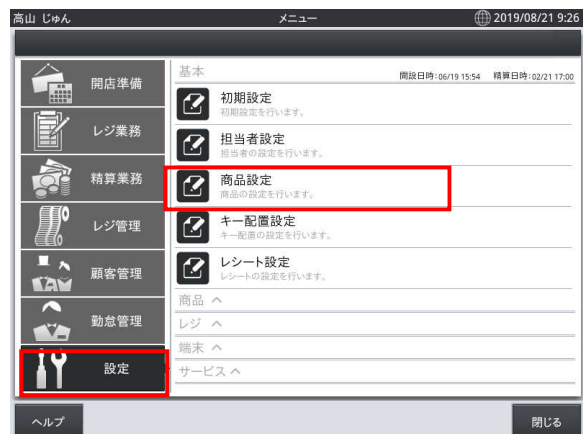 高山 じゅん
メニュー
2019/08/21 9:26
開店準備
レジ業務
精算業務
レジ管理
顧客管理
勤怠管理
設定
基本
開設日時:06/19 15:54 精算日時:02/21 17:00
初期設定
初期設定を行います。
担当者設定
担当者の設定を行います。
商品設定
商品の設定を行います。
キー配置設定
キー配置の設定を行います。
レシート設定
レシートの設定を行います。
商品 へ
レジ へ
端末 へ
サービス へ
ヘルプ
閉じる